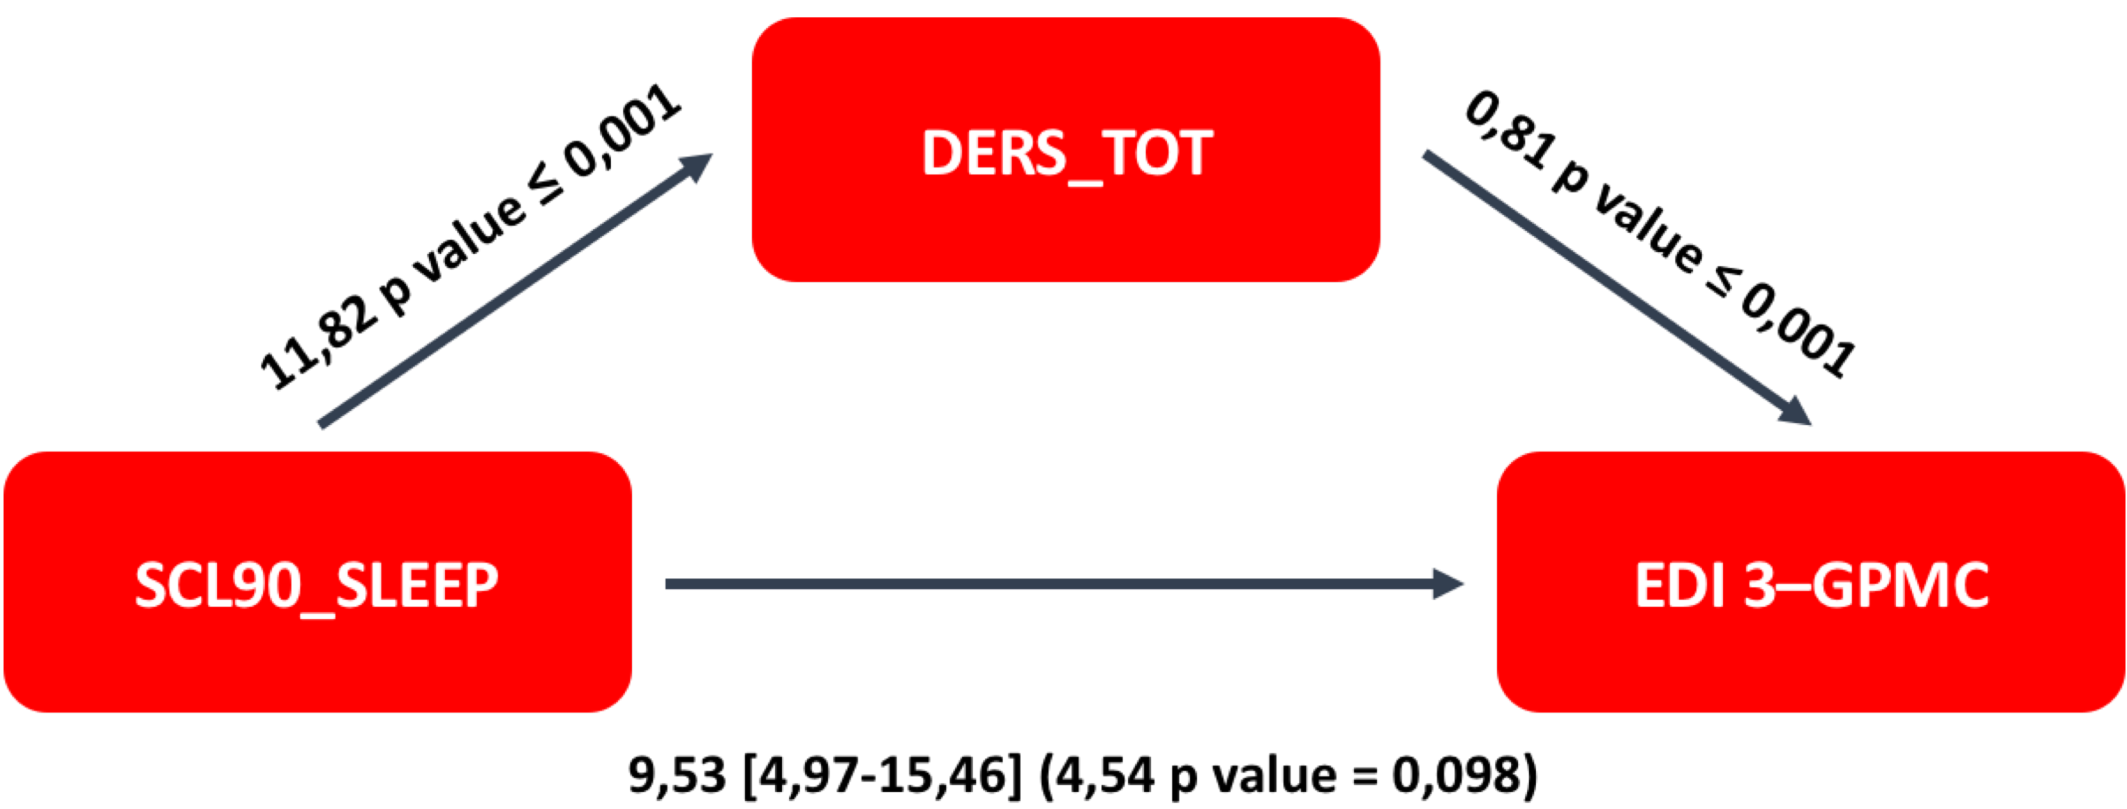 DERS_TOT
11,82 p value ≤ 0,001
0,81 p value ≤ 0,001
SCL90_SLEEP
EDI 3–GPMC
9,53 [4,97-15,46] (4,54 p value = 0,098)